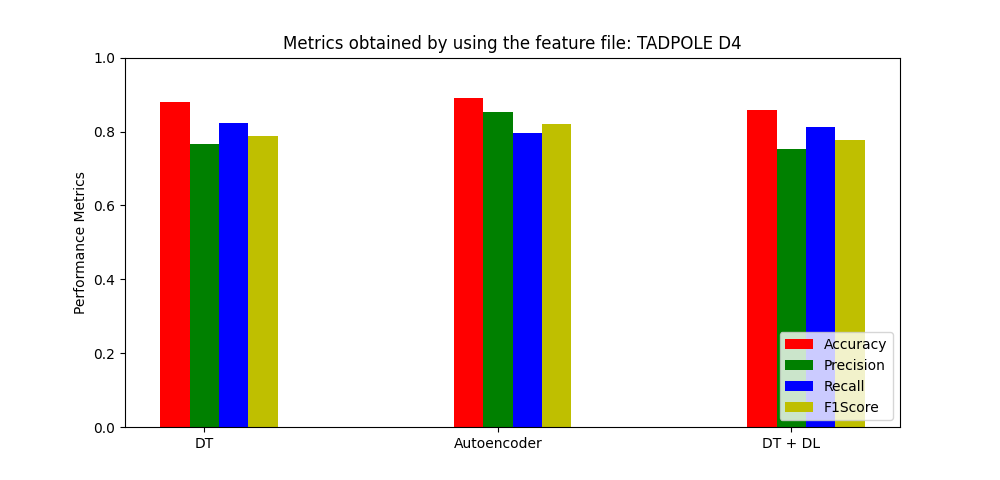 Metrics obtained by using the feature file: TADPOLE D4
1.0
0.8
0.6
0.4
0.2
0.0
Performance Metrics
DT
Autoencoder
DT + DL
Accuracy
Precision
Recall
F1Score